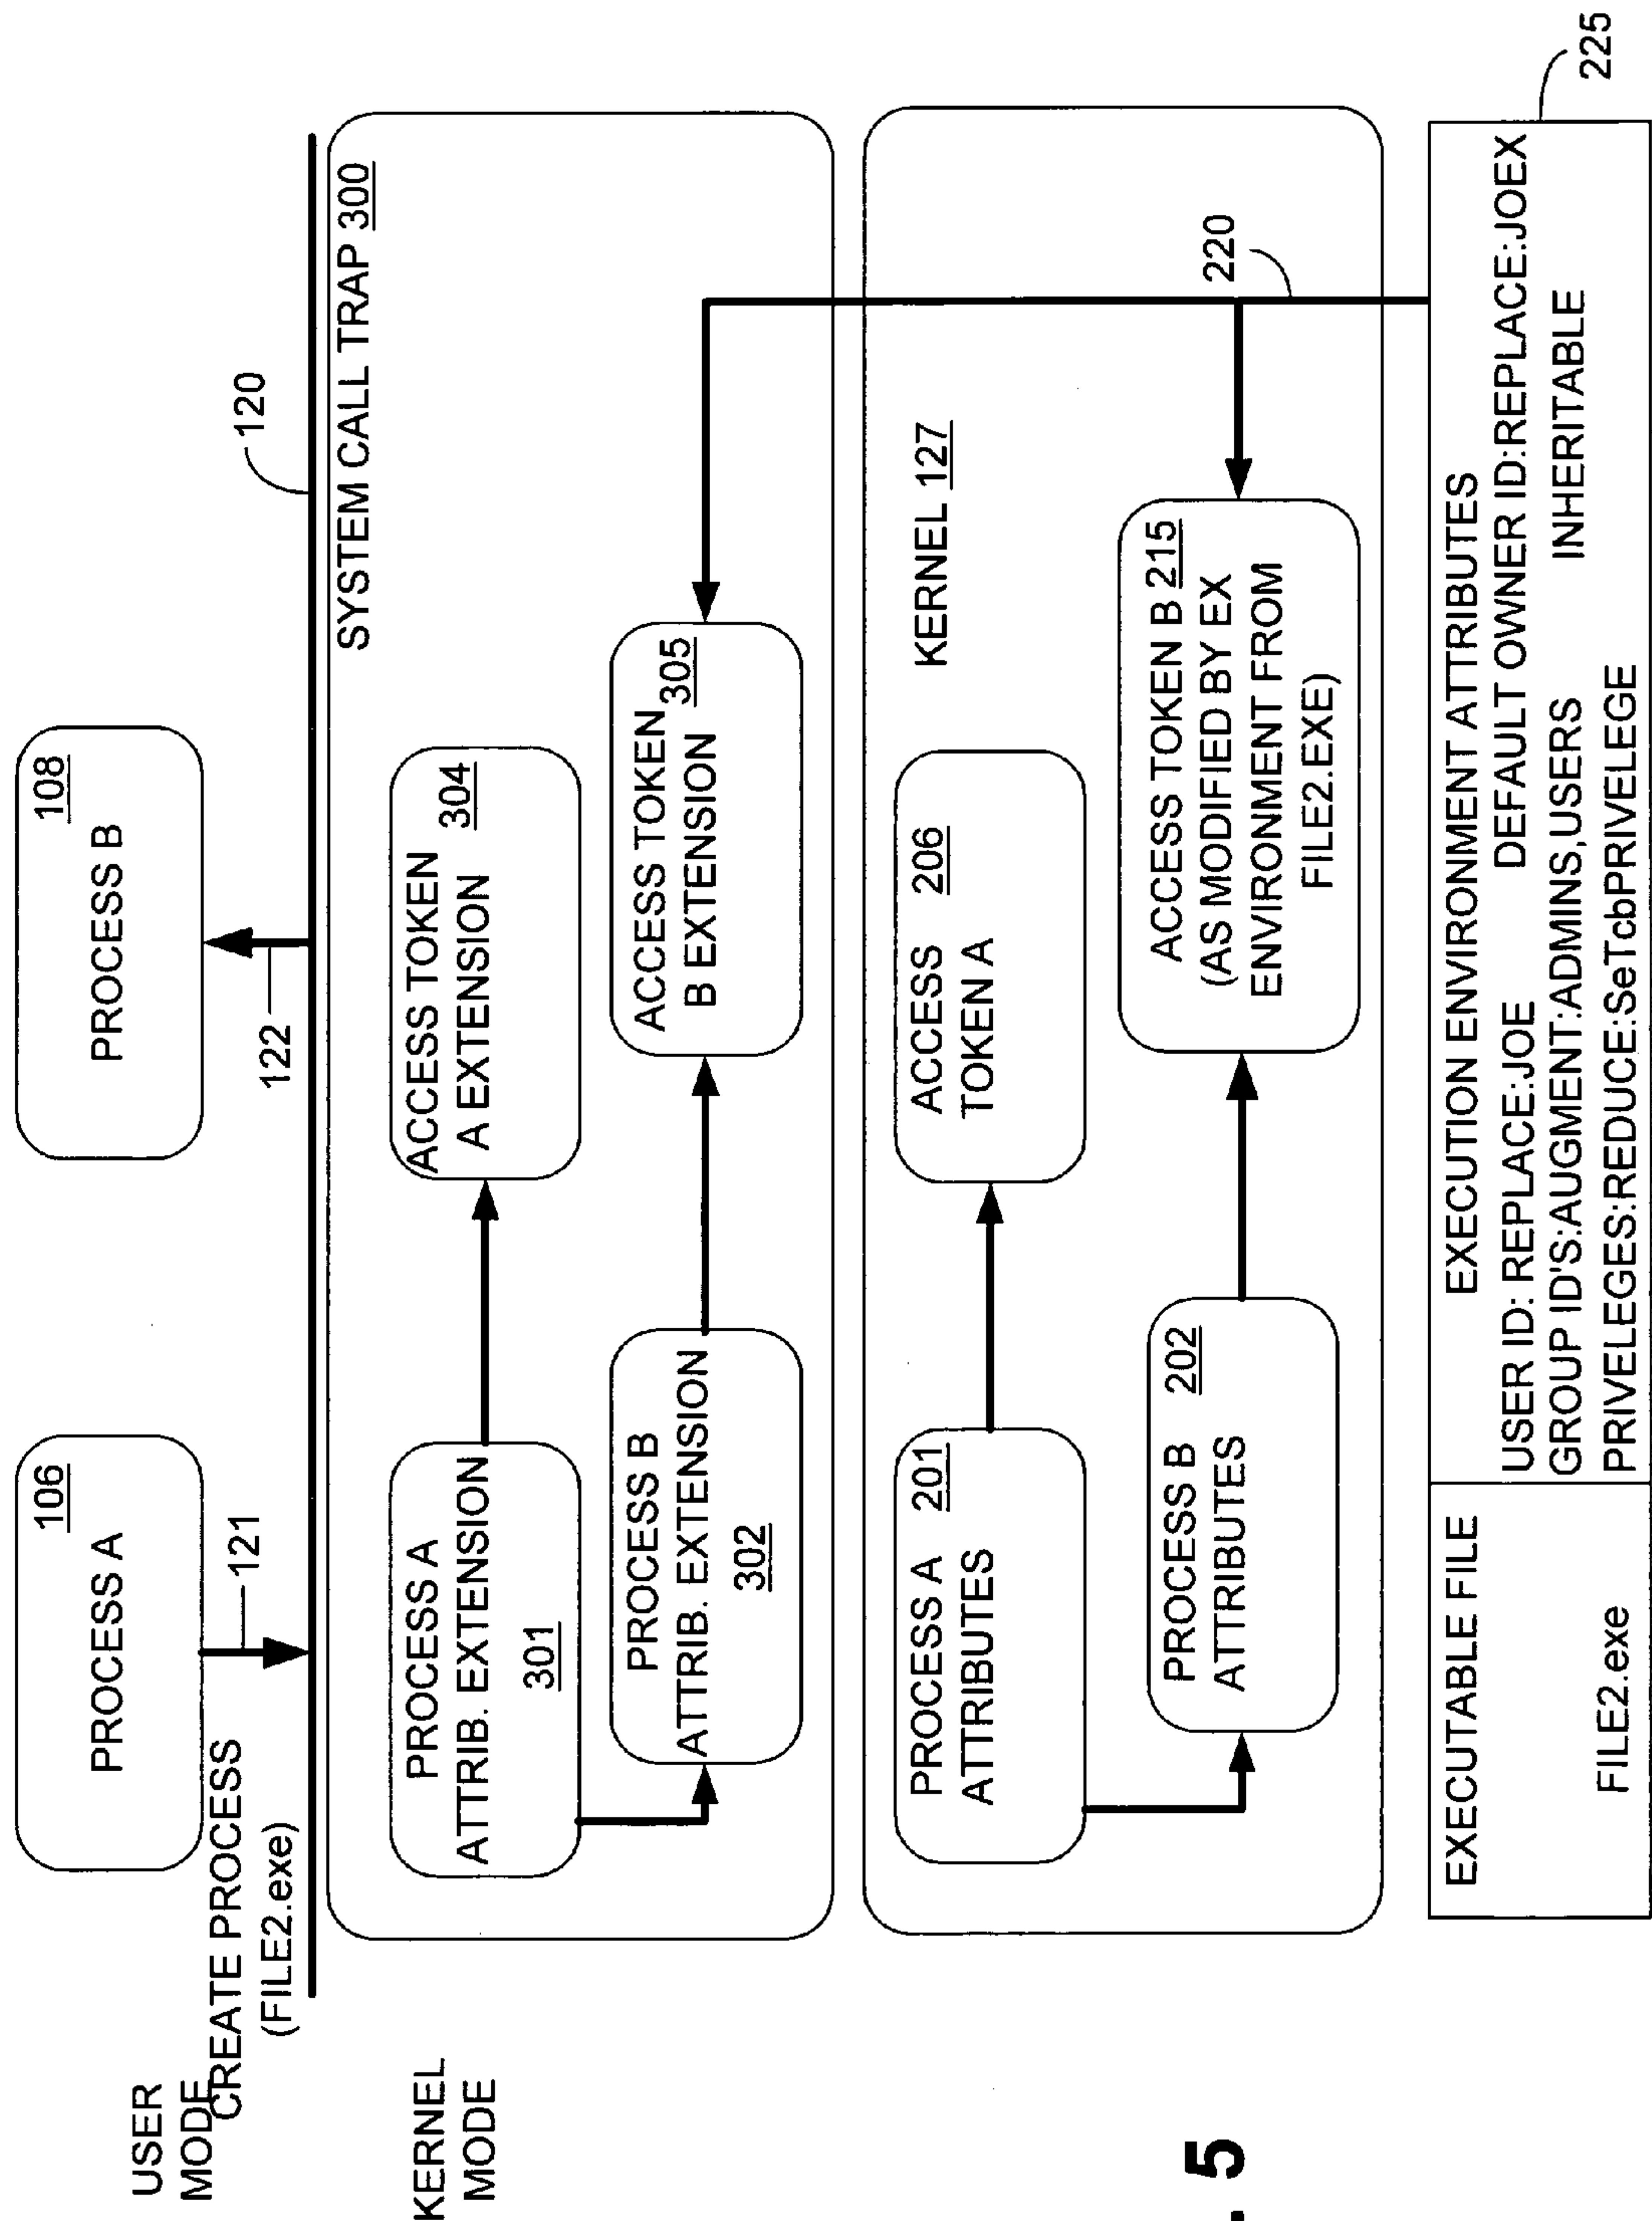 USER
MODE
PROCESS A
106
PROCESS B
108
CREATE PROCESS
(FILE2.exe)
121
122
120
KERNEL
MODE
SYSTEM CALL TRAP 300
PROCESS A
ATTRIB. EXTENSION
301
ACCESS TOKEN
A EXTENSION
304
PROCESS B
ATTRIB. EXTENSION
302
ACCESS TOKEN
B EXTENSION
305
KERNEL 127
PROCESS A
ATTRIBUTES
201
ACCESS
TOKEN A
206
PROCESS B
ATTRIBUTES
202
ACCESS TOKEN B 215
(AS MODIFIED BY EX
ENVIRONMENT FROM
FILE2.EXE)
220
EXECUTABLE FILE
FILE2.exe
EXECUTION ENVIRONMENT ATTRIBUTES
USER ID: REPLACE:JOE DEFAULT OWNER ID:REPLACE:JOEX
GROUP ID'S:AUGMENT:ADMINS,USERS INHERITABLE
PRIVELEGES:REDUCE:SeTcbPRIVELEGE
225
. 5